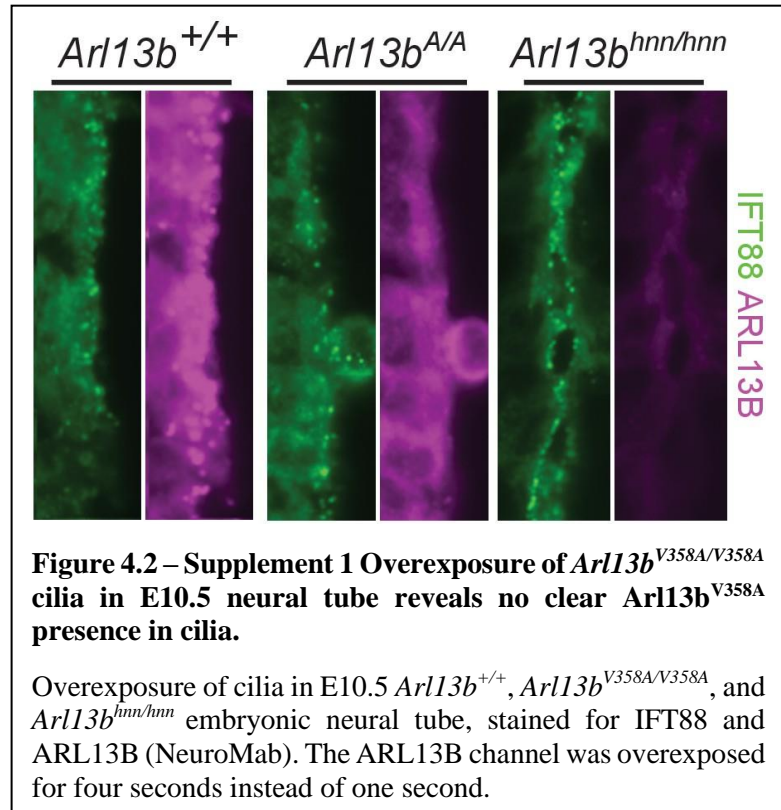 Arl13b+/+ Arl13bA/A Arl13bhnn/hnn
IFT88 ARL13B
Figure 4.2 – Supplement 1 Overexposure of Arl13bV358A/V358A
cilia in E10.5 neural tube reveals no clear Arl13bV358A
presence in cilia.
Overexposure of cilia in E10.5 Arl13b+/+, Arl13bV358A/V358A, and
Arl13bhnn/hnn embryonic neural tube, stained for IFT88 and
ARL13B (NeuroMab). The ARL13B channel was overexposed
for four seconds instead of one second.